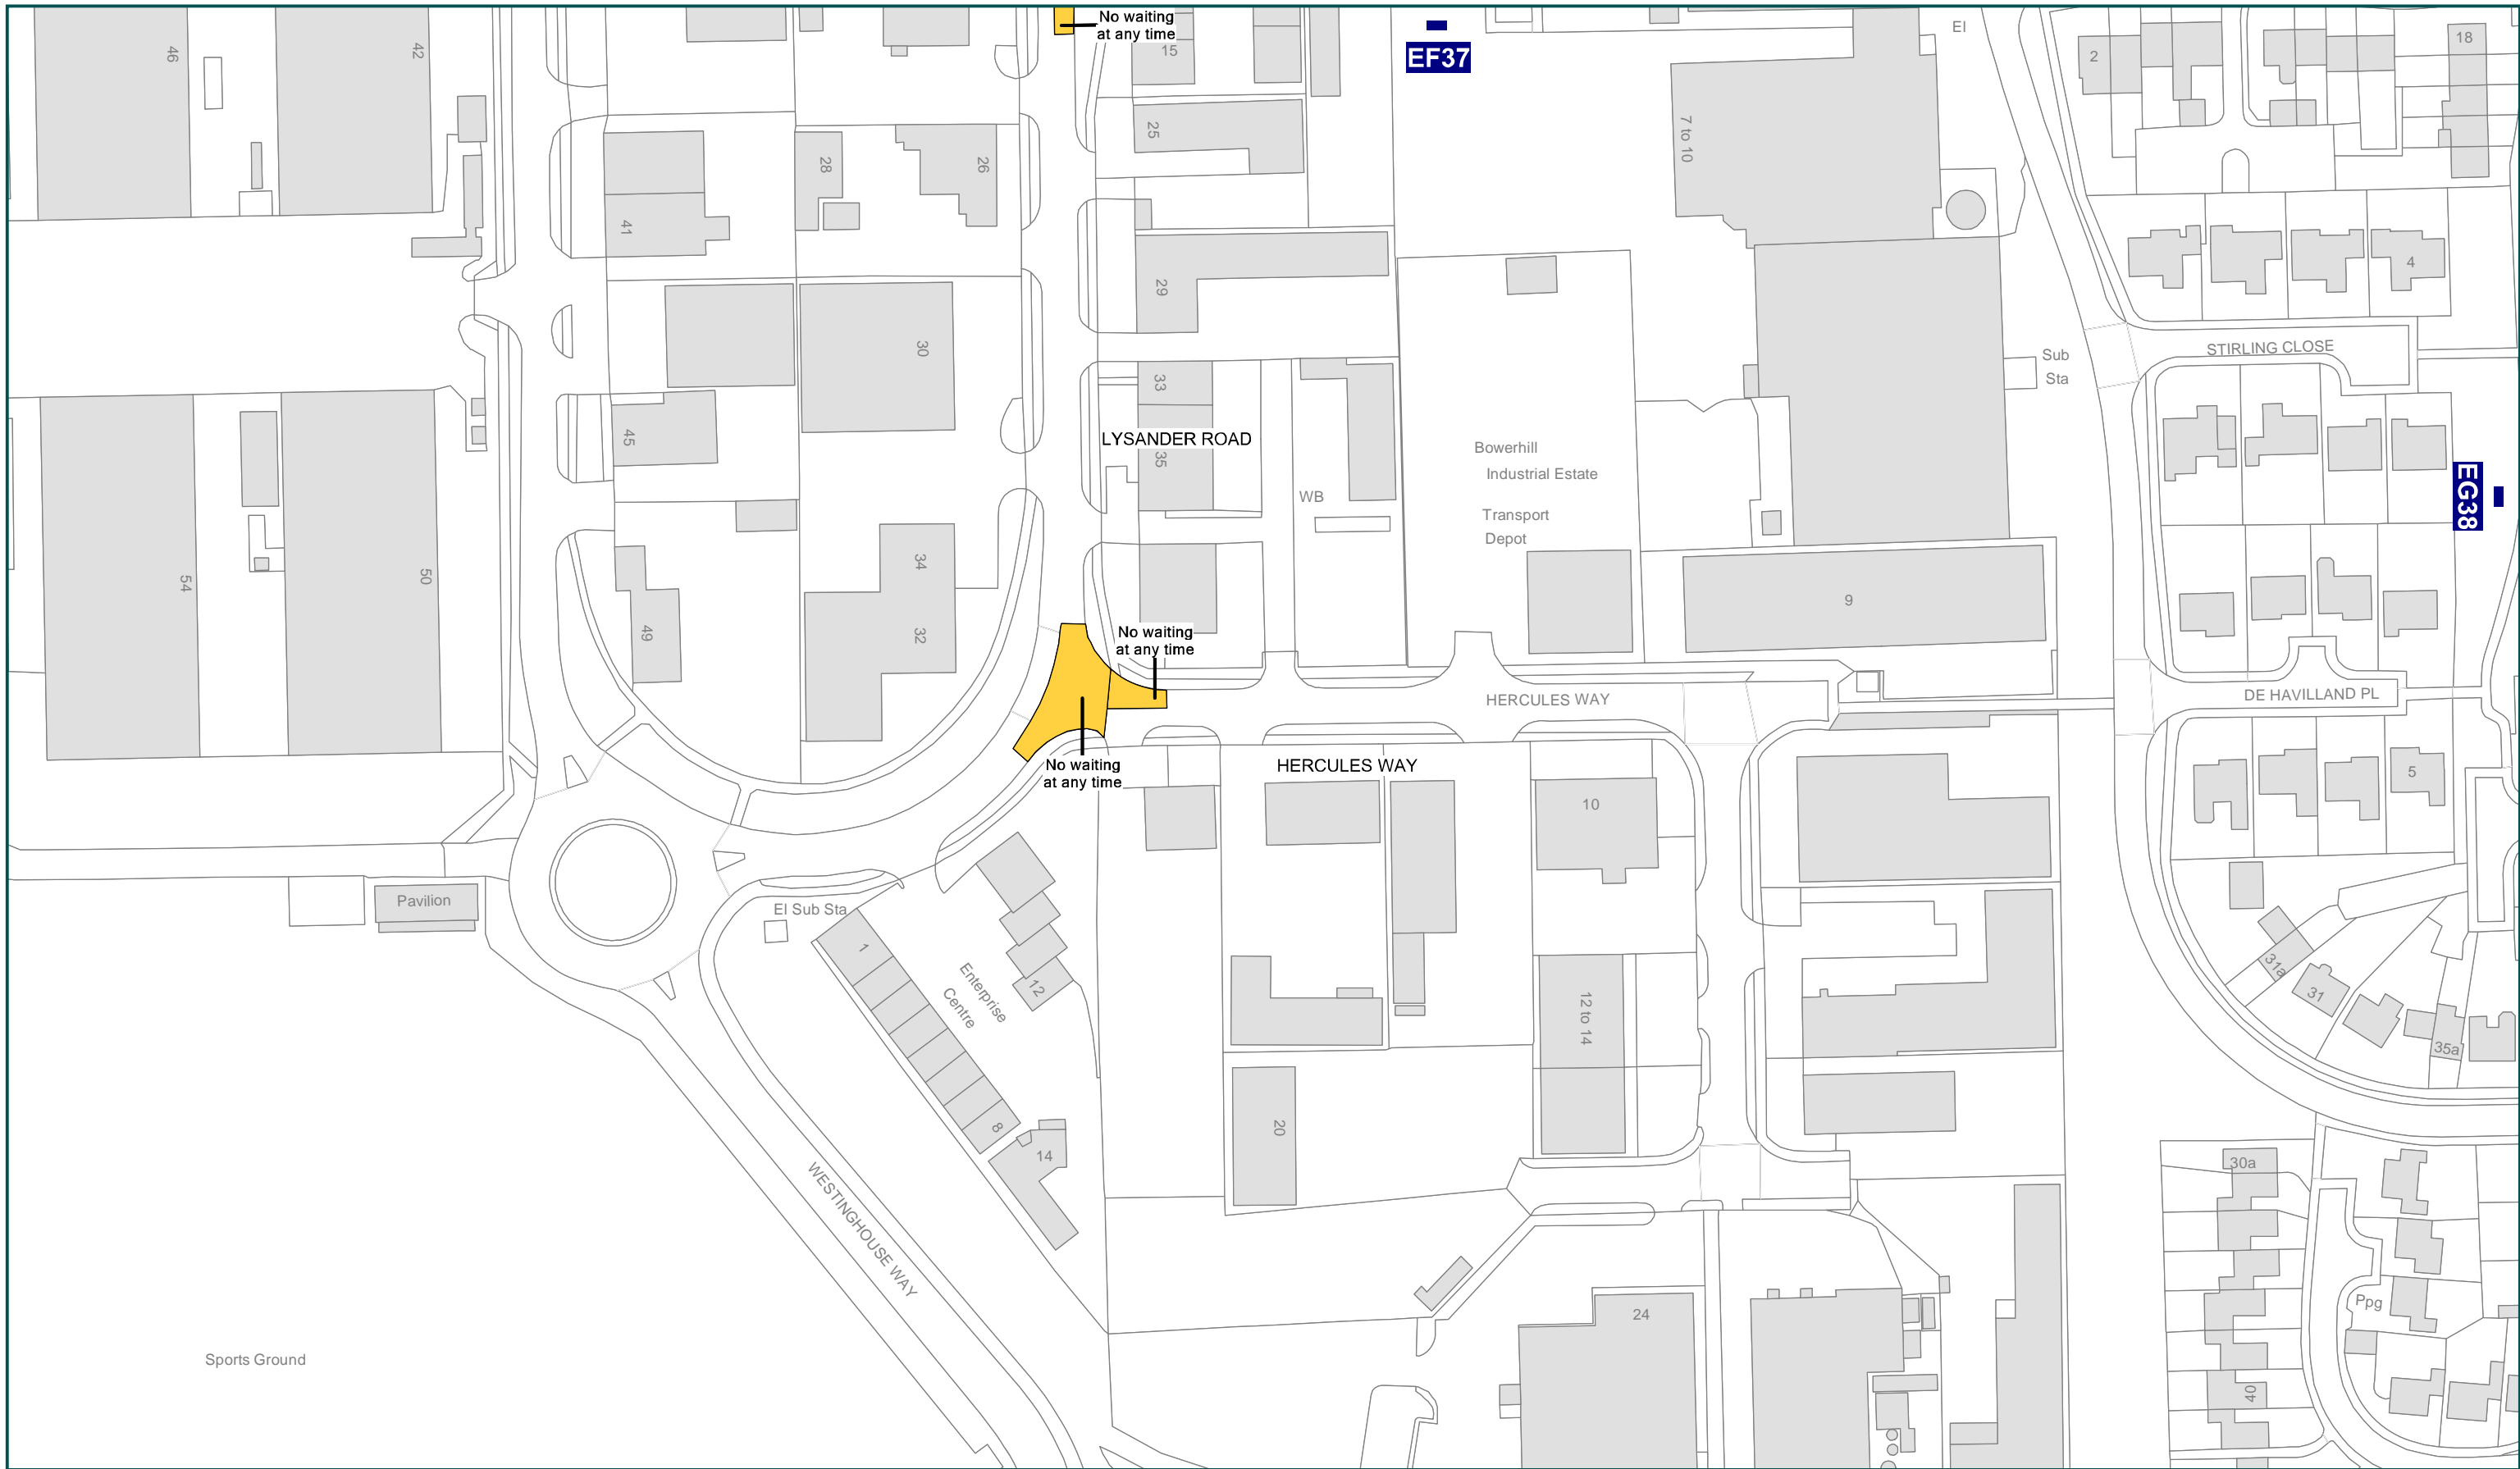 No waiting
at any time
46
42
15
EF37
El
2
18
25
28
26
7 to 10
41
4
29
30
STIRLING CLOSE
Sub
Sta
33
45
LYSANDER ROAD
35
Bowerhill
Industrial Estate
WB
Transport
Depot
EG38
54
50
34
32
49
9
No waiting
at any time
HERCULES WAY
DE HAVILLAND PL
No waiting
at any time
HERCULES WAY
5
10
Pavilion
El Sub Sta
1
Enterprise
Centre
12
31a
31
12 to 14
35a
8
14
20
30a
WESTINGHOUSE WAY
24
Ppg
Sports Ground
40